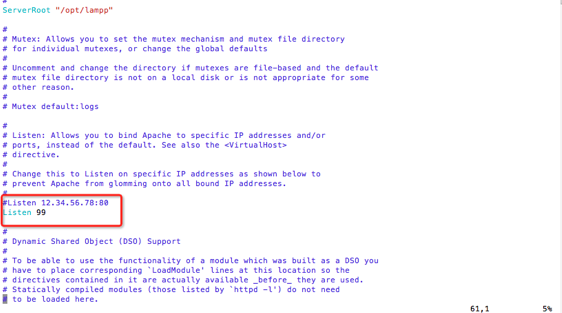 #
ServerRoot "/opt/lampp"
#
# Mutex: Allows you to set the mutex mechanism and mutex file directory
# for individual mutexes, or change the global defaults
#
# Uncomment and change the directory if mutexes are file-based and the default
# mutex file directory is not on a local disk or is not appropriate for some
# other reason.
#
# Mutex default:logs
#
# Listen: Allows you to bind Apache to specific IP addresses and/or
# ports, instead of the default. See also the <VirtualHost>
# directive.
#
# Change this to Listen on specific IP addresses as shown below to
# prevent Apache from glomming onto all bound IP addresses.
#
#Listen 12.34.56.78:80
Listen 99
#
# Dynamic Shared Object (DSO) Support
#
# To be able to use the functionality of a module which was built as a DSO you
# have to place corresponding `LoadModule' lines at this location so the
# directives contained in it are actually available _before_ they are used.
# Statically compiled modules (those listed by `httpd -l') do not need
# to be loaded here.
61,1 5%